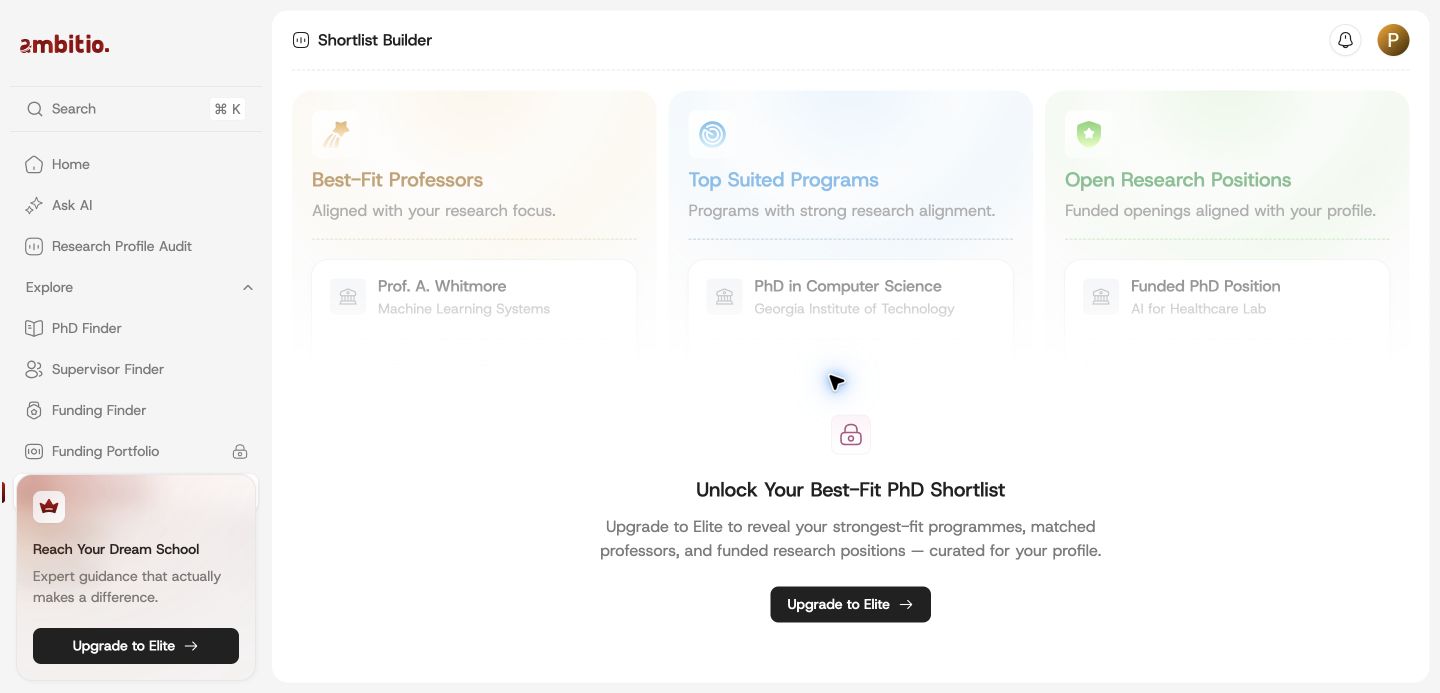 ambitio.
Search
⌘ K
Home
Ask AI
Research Profile Audit
Explore
PhD Finder
Supervisor Finder
Funding Finder
Funding Portfolio
Reach Your Dream School
Expert guidance that actually
makes a difference.
Upgrade to Elite →
Shortlist Builder
P
Best-Fit Professors
Aligned with your research focus.
Prof. A. Whitmore
Machine Learning Systems
Top Suited Programs
Programs with strong research alignment.
PhD in Computer Science
Georgia Institute of Technology
Open Research Positions
Funded openings aligned with your profile.
Funded PhD Position
AI for Healthcare Lab
Unlock Your Best-Fit PhD Shortlist
Upgrade to Elite to reveal your strongest-fit programmes, matched
professors, and funded research positions — curated for your profile.
Upgrade to Elite →